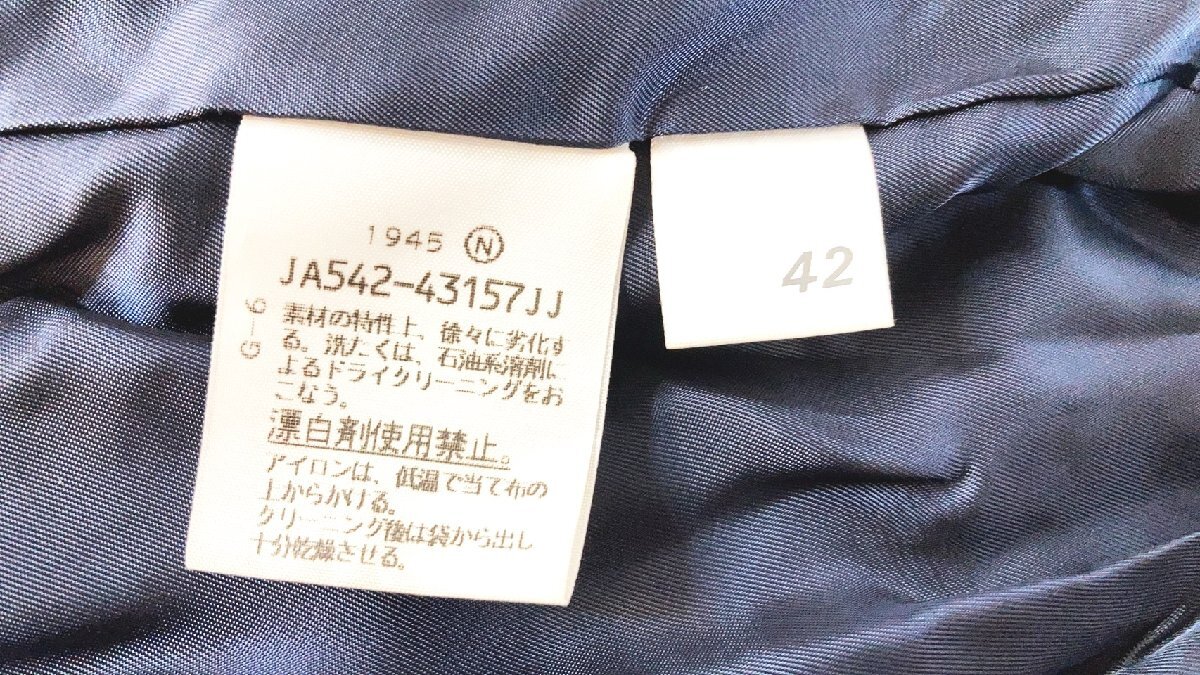 1945 Ⓝ
JA542-43157JJ
G-6
素材の特性上、徐々に劣化す
る。洗たくは、石油系溶剤に
よるドライクリーニングをお
こなう。
漂白剤使用禁止。
アイロンは、低温で当て布の
上からかける。
クリーニング後は袋から出し
十分乾燥させる。
42